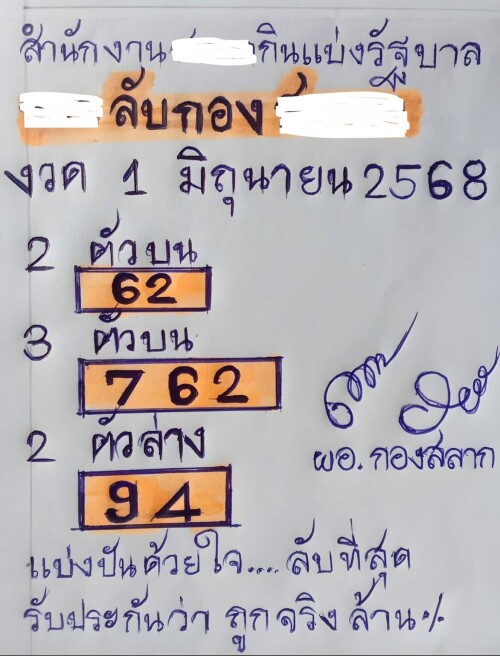 สำนักงาน กินแบ่งรัฐบาล
ลับกอง
งวด 1 มิถุนายน 2568
2 ตัวบน
62
3 ตัวบน
762
2 ตัวล่าง
94
ผอ.กองสลาก
แบ่งปันด้วยใจ.... ลับที่สุด
รับประกันว่า ถูกจริง ล้าน%